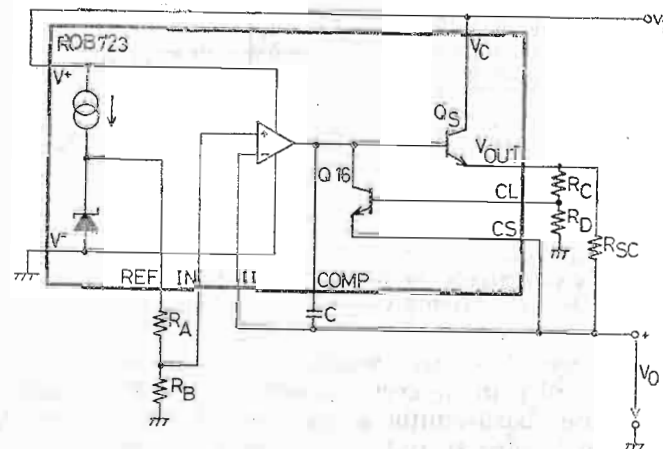 V
ROB723
V+
VC
QS
VOUT
Q16
CL
RC
RD
CS
RSC
V-
REF
IN
II
COMP
C
RA
RB
+
VO